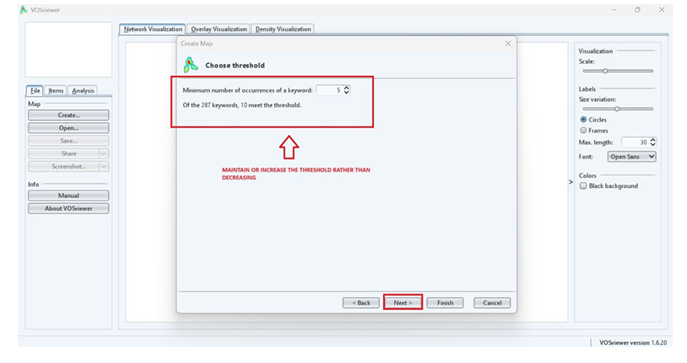 VOSviewer
Network Visualization Overlay Visualization Density Visualization
Create Map
Choose threshold
Minimum number of occurrences of a keyword: 5
Of the 287 keywords, 10 meet the threshold.
MAINTAIN OR INCREASE THE THRESHOLD RATHER THAN
DECREASING
< Back Next > Finish Cancel
File Items Analysis
Map
Create...
Open...
Save...
Share
Screenshot...
Info
Manual
About VOSviewer
Visualization
Scale:
Labels
Size variation:
Circles
Frames
Max. length: 30
Font: Open Sans
Colors
Black background
>
VOSviewer version 1.6.20